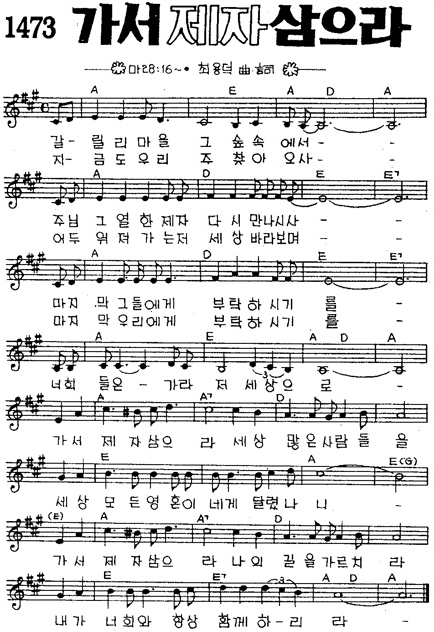 1473 가서 제자 삼으라
마28:16~ • 최용덕 曲·詞
A E A D A
갈- 릴리마을 그 숲속에서- -
지- 금도우리 주찾아오사- -
A D E E7
주님 그열한제자 다시만나시사- -
어두 워져가는저 세상바라보며- -
A D A E
마지 막그들에게 부탁하시기 를 -
마지 막우리에게 부탁하시기 를 -
A E A D A
너희 들은-가라 저세상으로 -
A A7 D A
가서 제자삼으 라 세상 많은사람들을
E A E(G)
세상 모든영혼이 네게 달렸나니 -
(E) A A7 D A
가서 제자삼으 라 나의 길을가르치라
E E7 D A
내가 너희와 항상 함께하-리라 -